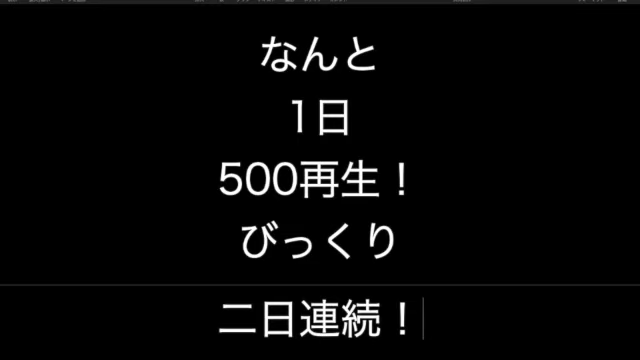 なんと
1日
500再生！
びっくり
二日連続！